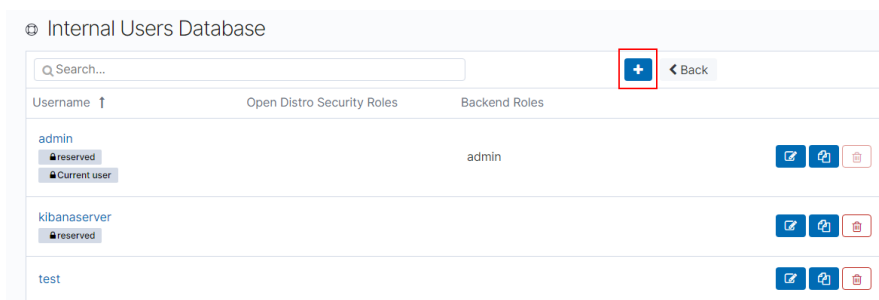 Internal Users Database
Search...
Back
Username Open Distro Security Roles Backend Roles
admin
reserved
Current user
admin
kibanaserver
reserved
test